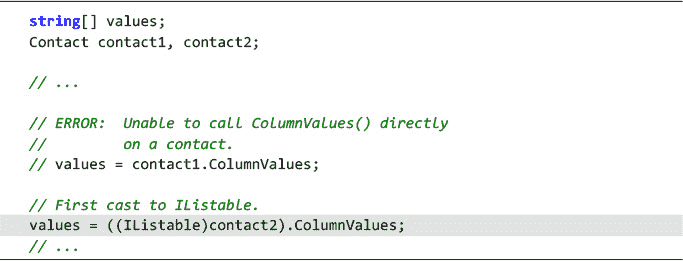 string[] values;
Contact contact1, contact2;
// ...
// ERROR:  Unable to call ColumnValues() directly
//         on a contact.
// values = contact1.ColumnValues;
// First cast to IListable.
values = ((IListable)contact2).ColumnValues;
// ...